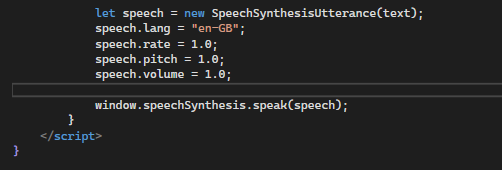 let speech = new SpeechSynthesisUtterance(text);
speech.lang = "en-GB";
speech.rate = 1.0;
speech.pitch = 1.0;
speech.volume = 1.0;
window.speechSynthesis.speak(speech);
}
</script>
}